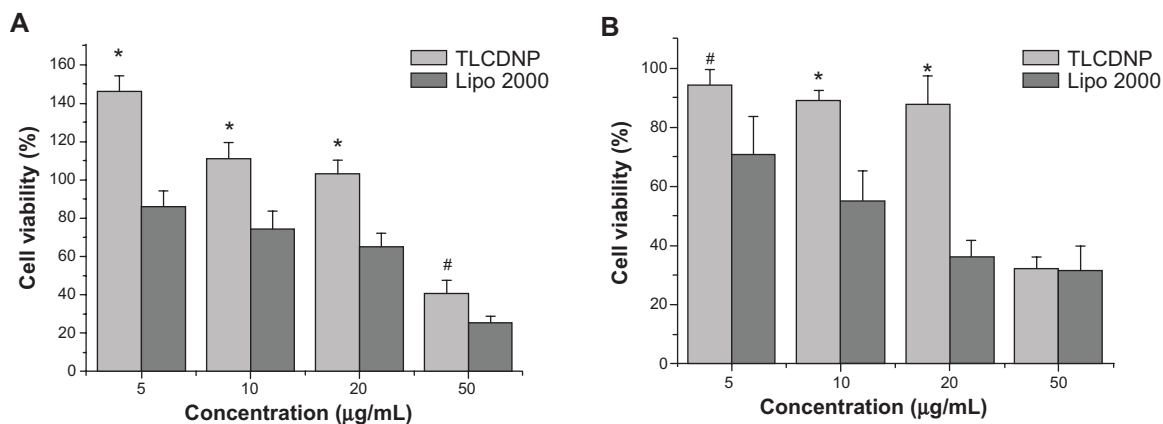 A
TLCDNP
Lipo 2000
Cell viability (%)
160
140
120
100
80
60
40
20
0
* * * #
5 10 20 50
Concentration (μg/mL)
B
TLCDNP
Lipo 2000
Cell viability (%)
100
80
60
40
20
0
# * *
5 10 20 50
Concentration (μg/mL)